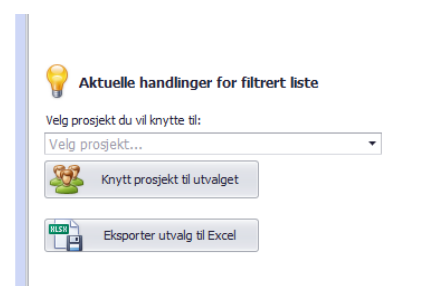 Aktuelle handlinger for filtrert liste
Velg prosjekt du vil knytte til:
Velg prosjekt...
Knytt prosjekt til utvalget
XLSX
Eksporter utvalg til Excel